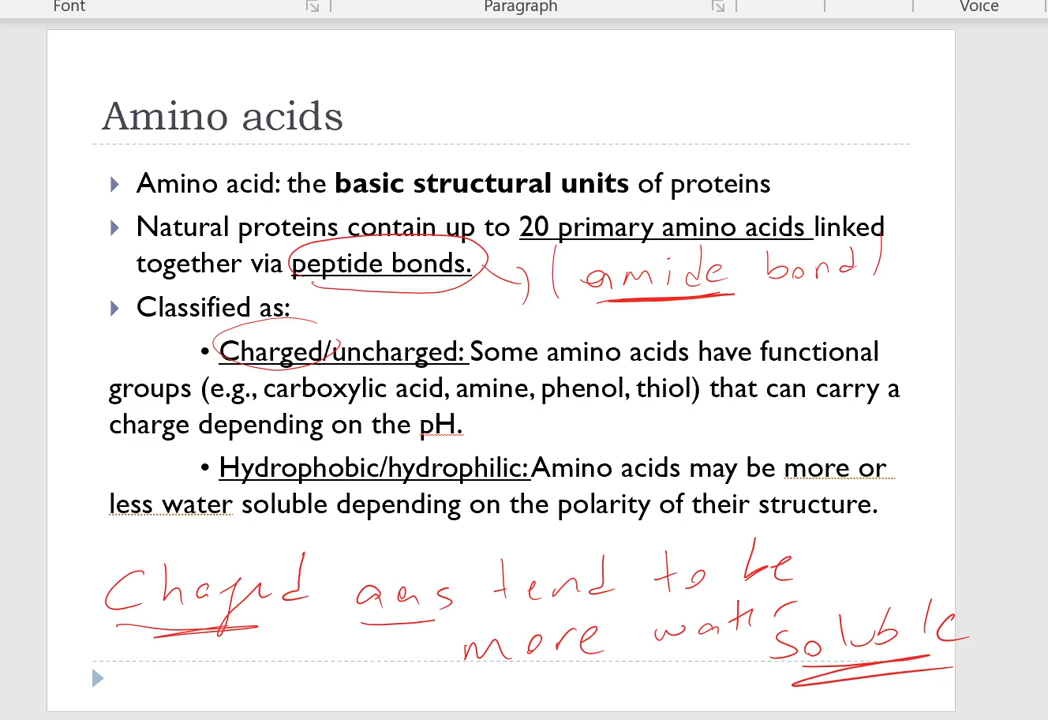 Font Paragraph Voice
Amino acids
Amino acid: the basic structural units of proteins
Natural proteins contain up to 20 primary amino acids linked
together via peptide bonds. (amide bond)
Classified as:
• Charged/uncharged: Some amino acids have functional
groups (e.g., carboxylic acid, amine, phenol, thiol) that can carry a
charge depending on the pH.
• Hydrophobic/hydrophilic: Amino acids may be more or
less water soluble depending on the polarity of their structure.
Charged aas tend to be
more water soluble